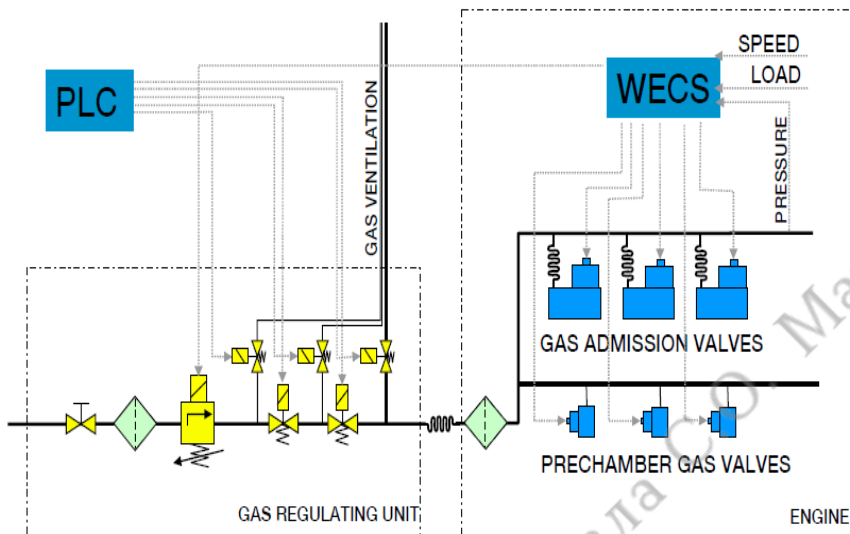 PLC
WECS
SPEED
LOAD
PRESSURE
GAS VENTILATION
GAS ADMISSION VALVES
PRECHAMBER GAS VALVES
GAS REGULATING UNIT
ENGINE
С.О.